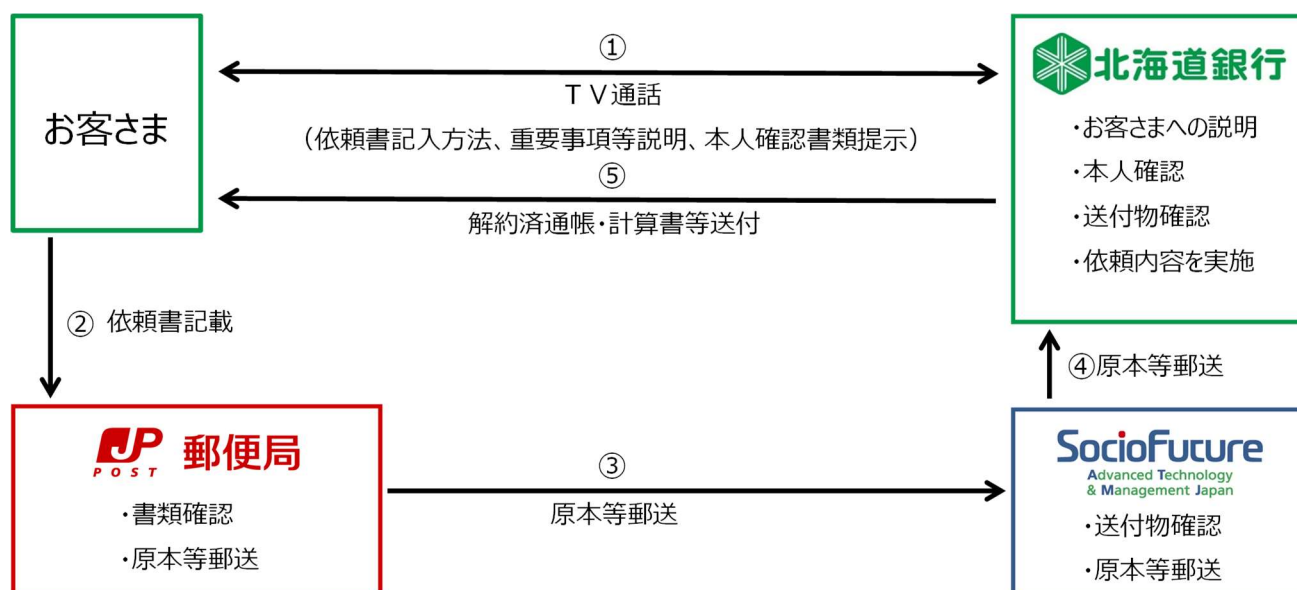 ①
TV通話
（依頼書記入方法、重要事項等説明、本人確認書類提示）
お客さま
北海道銀行
・お客さまへの説明
・本人確認
・送付物確認
・依頼内容を実施
⑤
解約済通帳・計算書等送付
② 依頼書記載
④原本等郵送
JP
POST
郵便局
・書類確認
・原本等郵送
③
原本等郵送
SocioFuture
Advanced Technology
& Management Japan
・送付物確認
・原本等郵送